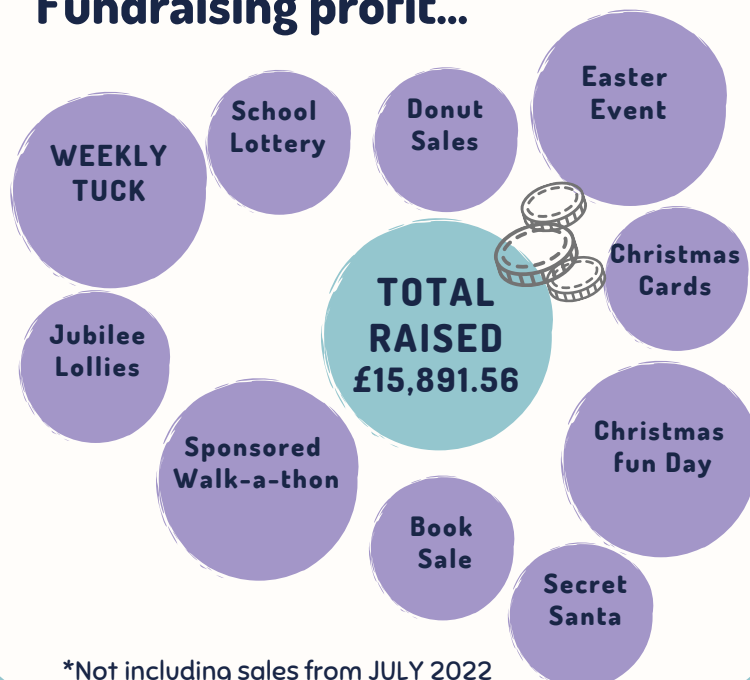 Fundraising profit...
Easter
Event
School
Lottery
Donut
Sales
WEEKLY
TUCK
Christmas
Cards
TOTAL
RAISED
£15,891.56
Jubilee
Lollies
Christmas
fun Day
Sponsored
Walk-a-thon
Book
Sale
Secret
Santa
*Not including sales from JULY 2022